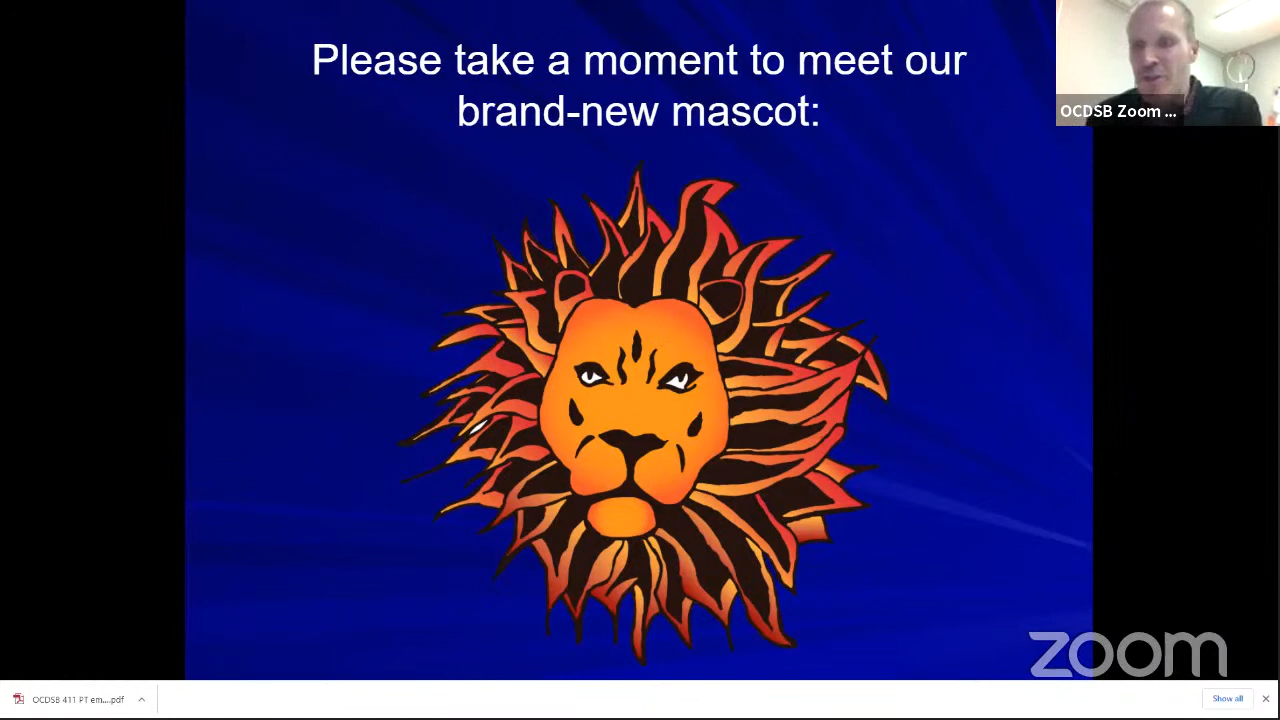 Please take a moment to meet our
brand-new mascot:
OCDSB Zoom ...
zoom
OCDSB 411 PT em....pdf
Show all